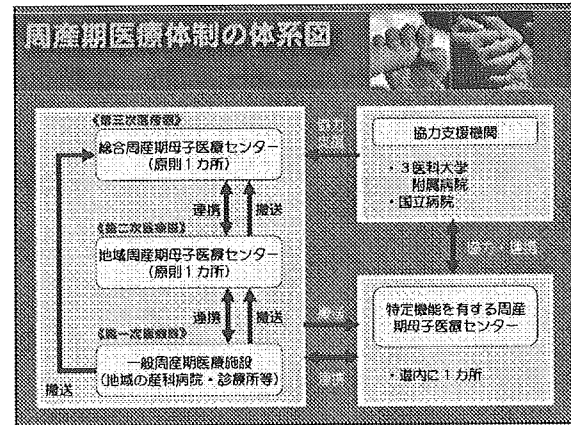 周産期医療体制の体系図
《第三次医療圏》
総合周産期母子医療センター
(原則1カ所)
連携
搬送
《第二次医療圏》
地域周産期母子医療センター
(原則1カ所)
連携
搬送
《第一次医療圏》
一般周産期医療施設
(地域の産科病院・診療所等)
搬送
協力支援機関
・3医科大学
附属病院
・国立病院
協力・連携
特定機能を有する周産
期母子医療センター
・道内に1カ所